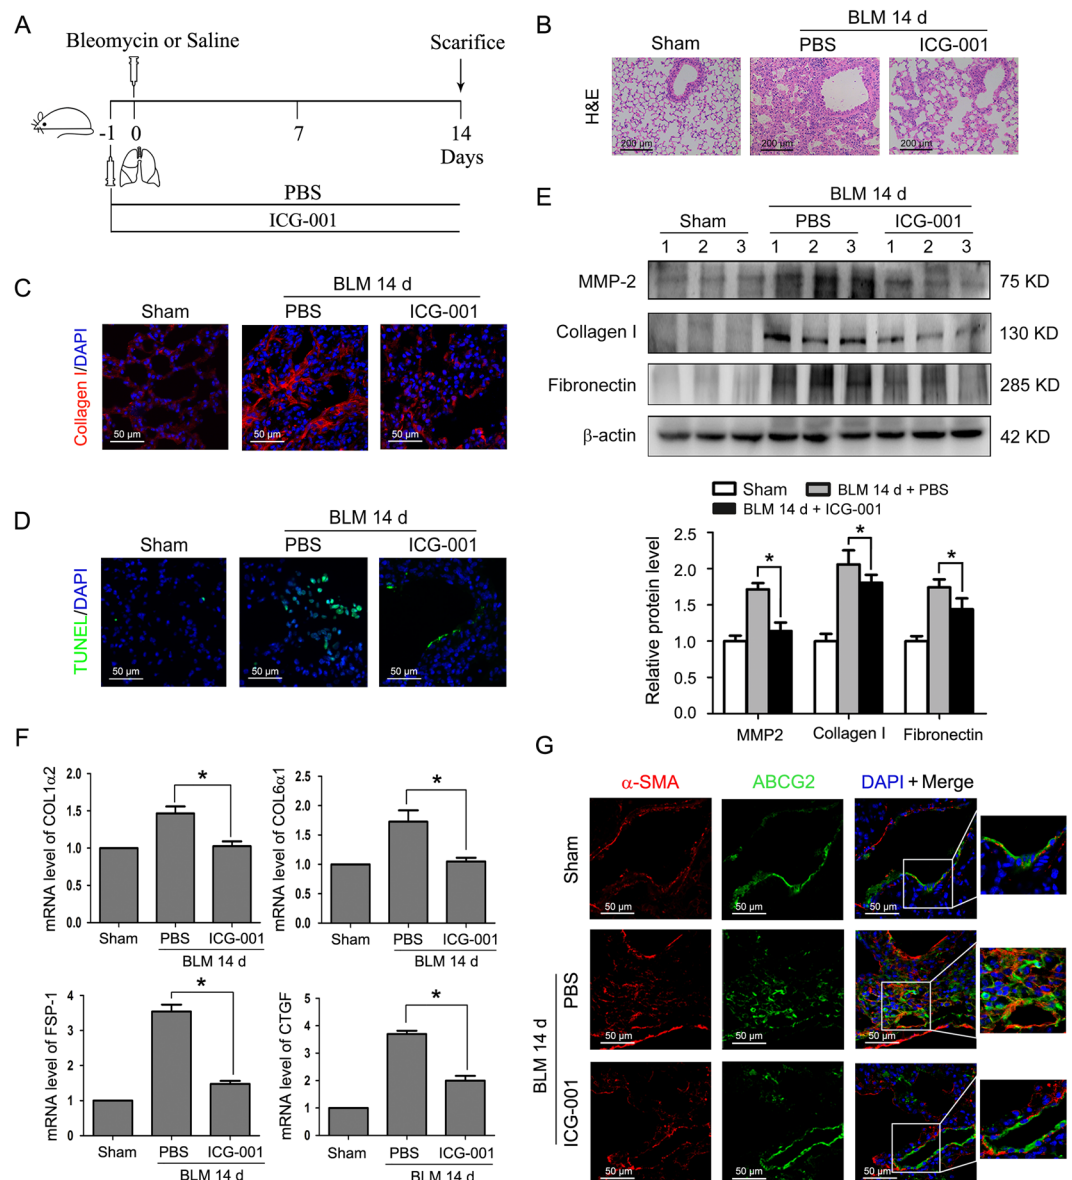 A
Bleomycin or Saline
Scarifice
-1 0 7 14
Days
PBS
ICG-001
B
BLM 14 d
Sham PBS ICG-001
H&E
200 μm 200 μm 200 μm
C
BLM 14 d
Sham PBS ICG-001
Collagen I/DAPI
50 μm 50 μm 50 μm
D
BLM 14 d
Sham PBS ICG-001
TUNEL/DAPI
50 μm 50 μm 50 μm
E
BLM 14 d
Sham PBS ICG-001
1 2 3 1 2 3 1 2 3
MMP-2 75 KD
Collagen I 130 KD
Fibronectin 285 KD
β-actin 42 KD
Sham BLM 14 d + PBS
BLM 14 d + ICG-001
Relative protein level
2.5
2.0
1.5
1.0
0.5
0.0
* * *
MMP2 Collagen I Fibronectin
F
mRNA level of COL1α2
2.0
1.5
1.0
0.5
0.0
*
Sham PBS ICG-001
BLM 14 d
mRNA level of COL6α1
2.5
2.0
1.5
1.0
0.5
0.0
*
Sham PBS ICG-001
BLM 14 d
mRNA level of FSP-1
4
3
2
1
0
*
Sham PBS ICG-001
BLM 14 d
mRNA level of CTGF
5
4
3
2
1
0
*
Sham PBS ICG-001
BLM 14 d
G
α-SMA ABCG2 DAPI + Merge
Sham
50 μm 50 μm 50 μm
BLM 14 d
PBS
50 μm 50 μm 50 μm
ICG-001
50 μm 50 μm 50 μm